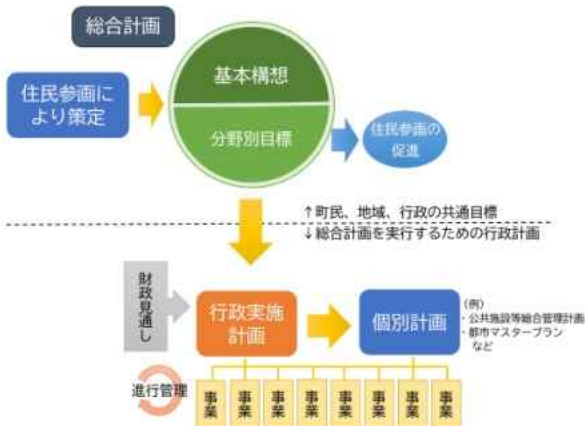 総合計画
基本構想
分野別目標
住民参画に
より策定
住民参画の
促進
↑町民、地域、行政の共通目標
↓総合計画を実行するための行政計画
財政見通し
行政実施
計画
個別計画
(例)
・公共施設等総合管理計画
・都市マスタープラン
など
進行管理
事業
事業
事業
事業
事業
事業
事業
事業